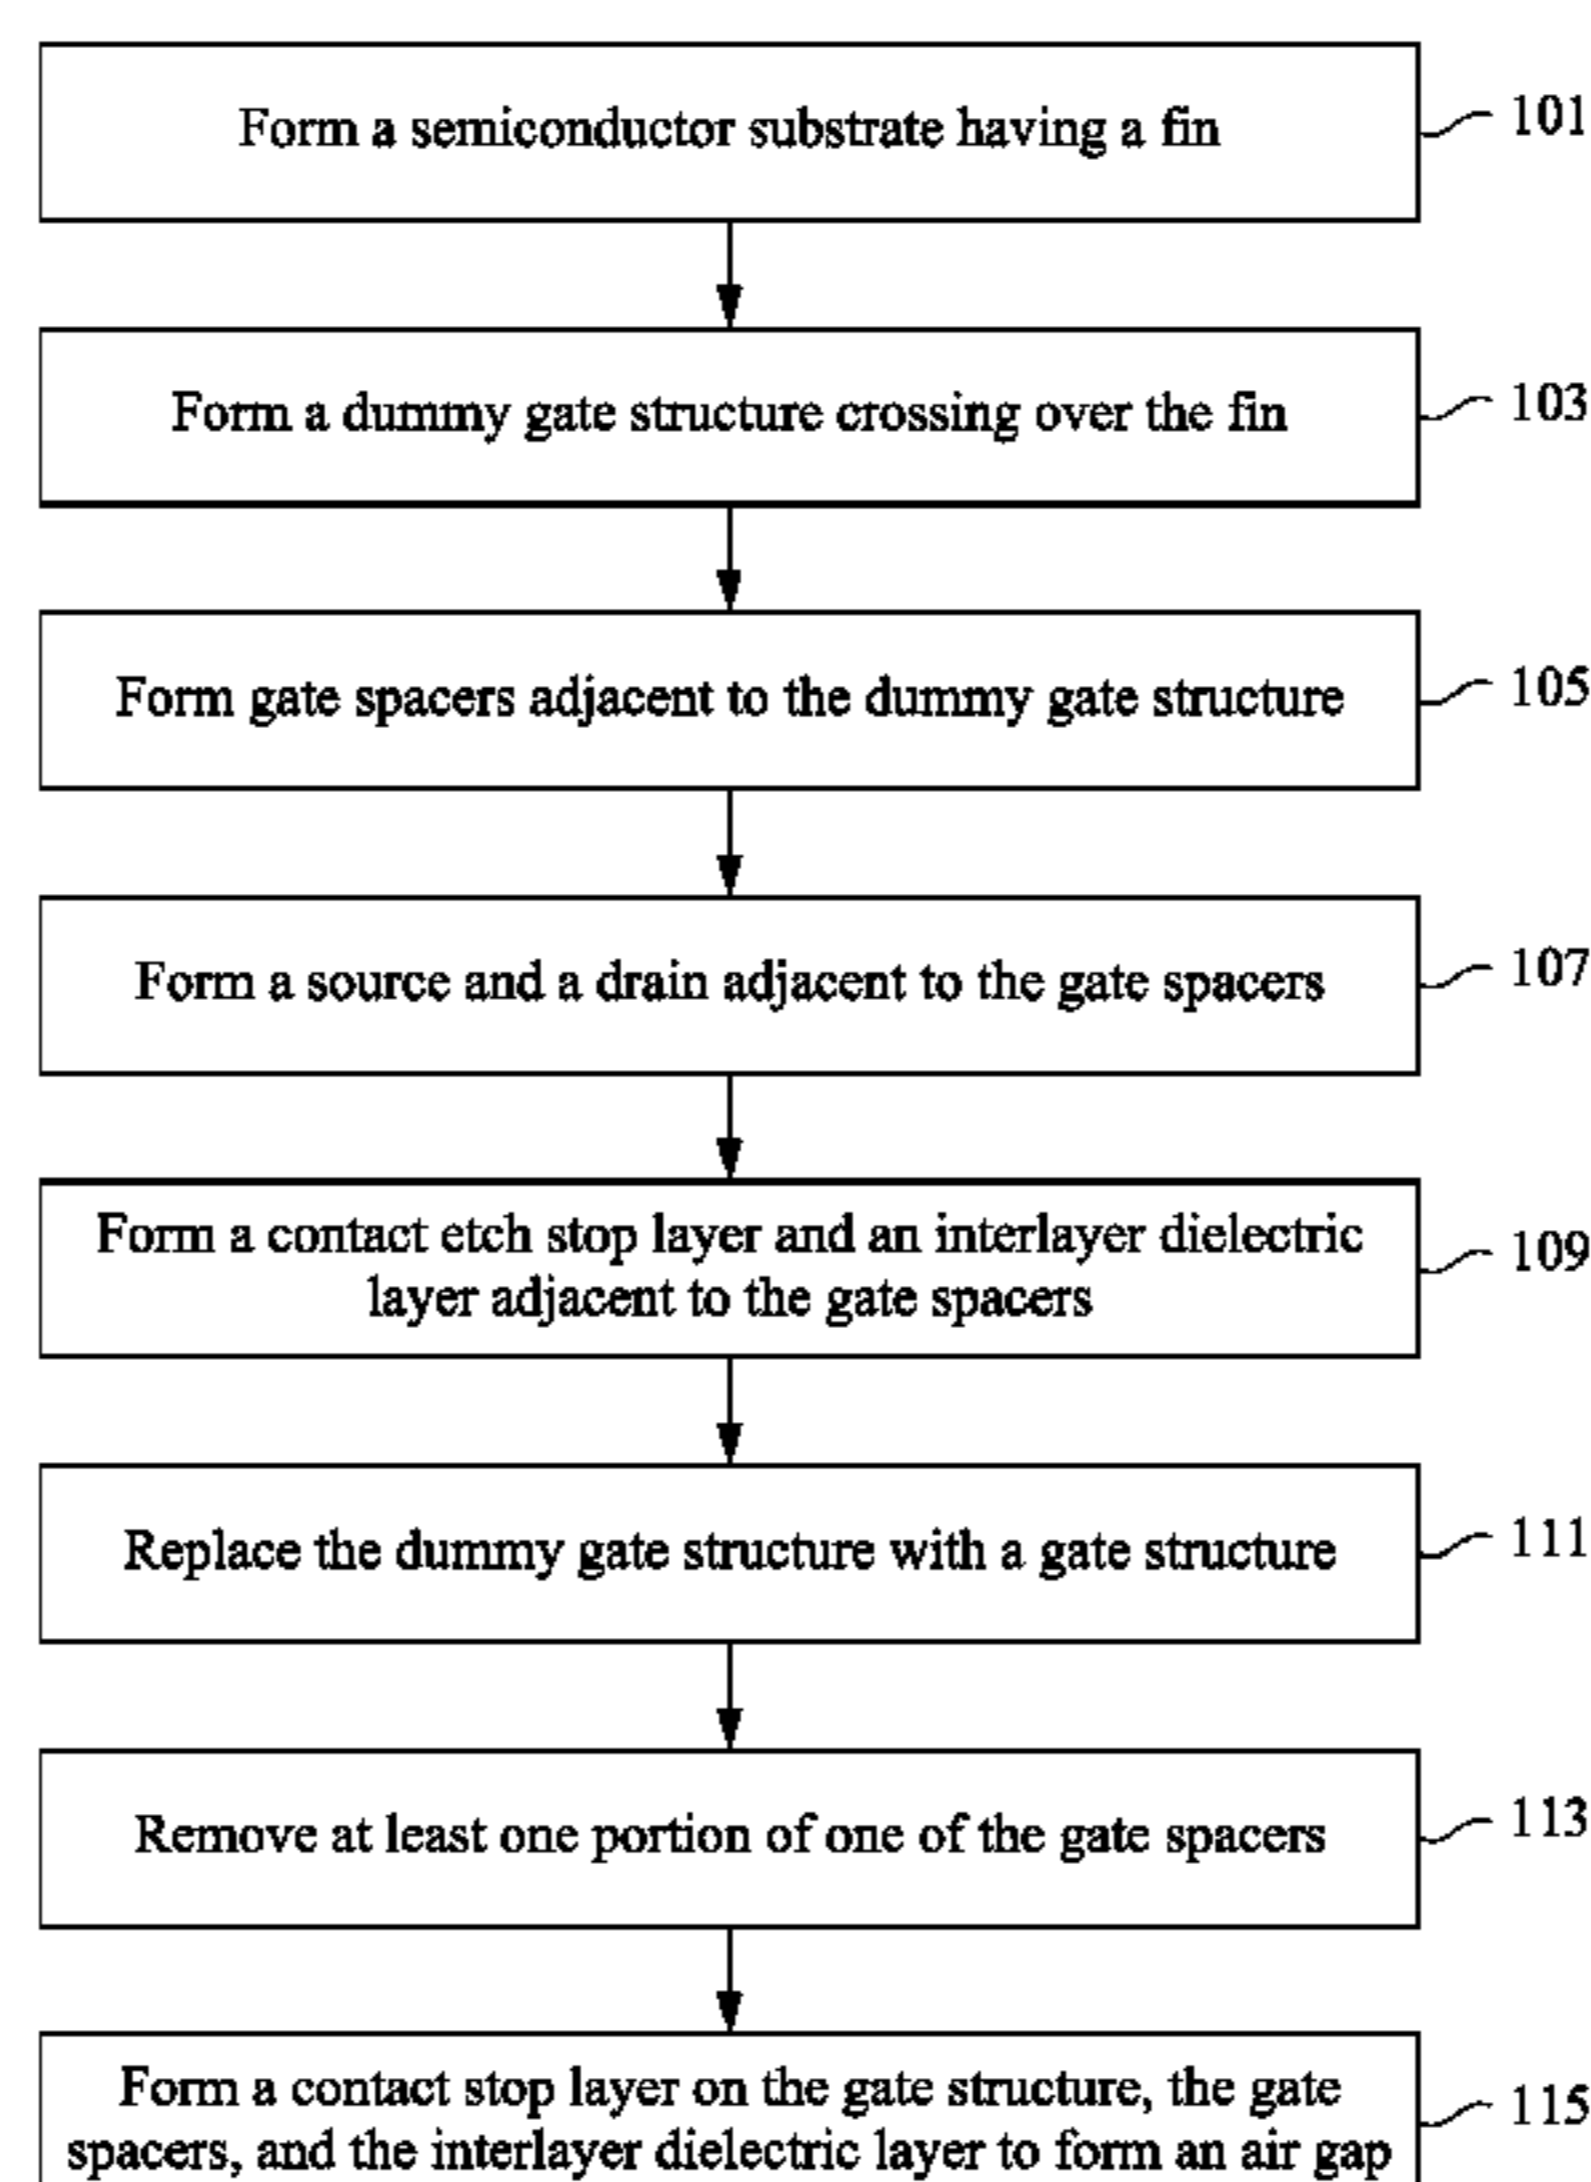 Form a semiconductor substrate having a fin
101
Form a dummy gate structure crossing over the fin
103
Form gate spacers adjacent to the dummy gate structure
105
Form a source and a drain adjacent to the gate spacers
107
Form a contact etch stop layer and an interlayer dielectric
layer adjacent to the gate spacers
109
Replace the dummy gate structure with a gate structure
111
Remove at least one portion of one of the gate spacers
113
Form a contact stop layer on the gate structure, the gate
spacers, and the interlayer dielectric layer to form an air gap
115